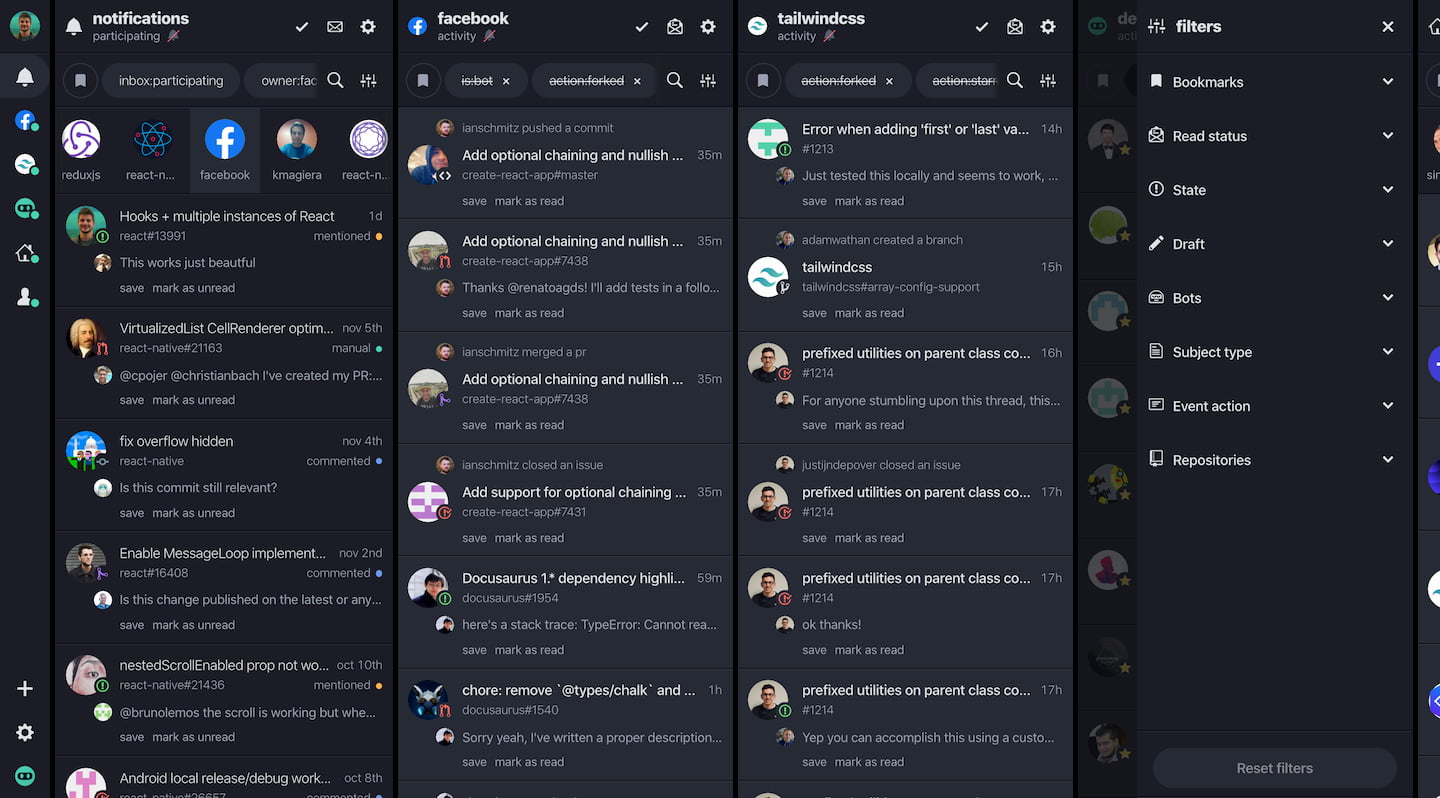 notifications
participating
inbox:participating owner:fac
reduxjs react-n... facebook kmagiera react-n...
Hooks + multiple instances of React 1d
react#13991 mentioned
This works just beautful
save mark as unread
VirtualizedList CellRenderer optim... nov 5th
react-native#21163 manual
@cpojer @christianbach I've created my PR:...
save mark as unread
fix overflow hidden nov 4th
react-native commented
Is this commit still relevant?
save mark as unread
Enable MessageLoop implement... nov 2nd
react#16408 commented
Is this change published on the latest or any...
save mark as unread
nestedScrollEnabled prop not wo... oct 10th
react-native#21436 mentioned
@brunolemos the scroll is working but whe...
save mark as unread
Android local release/debug work... oct 8th
react-native#26657 commented
facebook
activity
is:bot × action:forked ×
ianschmitz pushed a commit
Add optional chaining and nullish ... 35m
create-react-app#master
save mark as read
Add optional chaining and nullish ... 35m
create-react-app#7438
Thanks @renatoagds! I'll add tests in a follo...
save mark as read
ianschmitz merged a pr
Add optional chaining and nullish ... 35m
create-react-app#7438
save mark as read
ianschmitz closed an issue
Add support for optional chaining ... 35m
create-react-app#7431
save mark as read
Docusaurus 1.* dependency highli... 59m
docusaurus#1954
here's a stack trace: TypeError: Cannot rea...
save mark as read
chore: remove `@types/chalk` and ... 1h
docusaurus#1540
Sorry yeah, I've written a proper description...
save mark as read
tailwindcss
activity
action:forked × action:starr
Error when adding 'first' or 'last' va... 14h
#1213
Just tested this locally and seems to work, ...
save mark as read
adamwathan created a branch
tailwindcss 15h
tailwindcss#array-config-support
save mark as read
prefixed utilities on parent class co... 16h
#1214
For anyone stumbling upon this thread, this...
save mark as read
justijndepover closed an issue
prefixed utilities on parent class co... 17h
#1214
save mark as read
prefixed utilities on parent class co... 17h
#1214
ok thanks!
save mark as read
prefixed utilities on parent class co... 17h
#1214
Yep you can accomplish this using a custo...
save mark as read
de
acti
filters
Bookmarks
Read status
State
Draft
Bots
Subject type
Event action
Repositories
Reset filters
sin